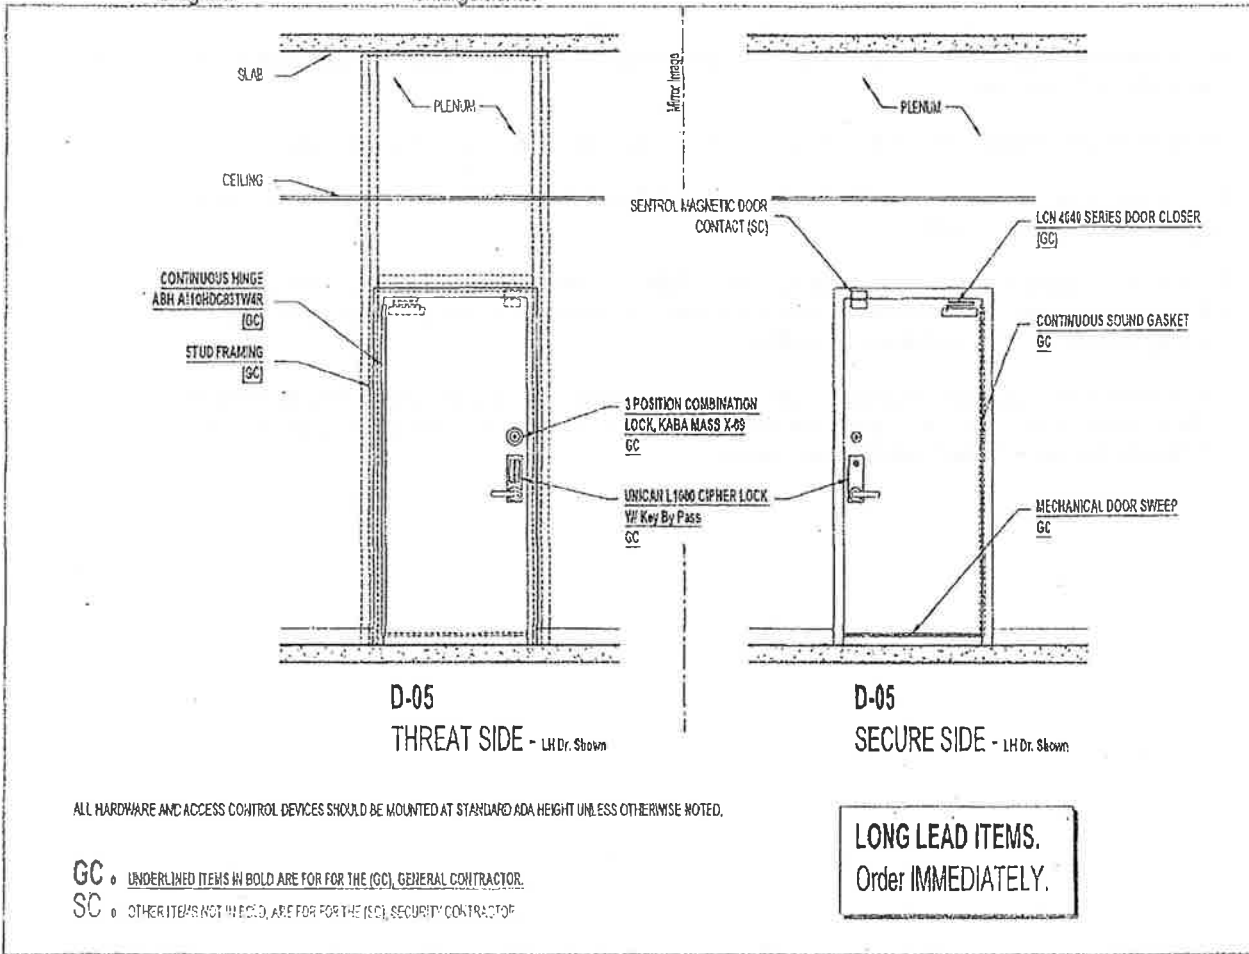 SLAB
PLENUM
CEILING
CONTINUOUS HINGE
ABH A110HDC83TW4R
(GC)
STUD FRAMING
(GC)
Mirror Image
PLENUM
SENTROL MAGNETIC DOOR
CONTACT (SC)
LCN 4040 SERIES DOOR CLOSER
(GC)
CONTINUOUS SOUND GASKET
GC
3 POSITION COMBINATION
LOCK, KABA MASS X-09
GC
UNICAN L1000 CIPHER LOCK
W/ Key By Pass
GC
MECHANICAL DOOR SWEEP
GC
D-05
THREAT SIDE - LH Dr. Shown
D-05
SECURE SIDE - LH Dr. Shown
ALL HARDWARE AND ACCESS CONTROL DEVICES SHOULD BE MOUNTED AT STANDARD ADA HEIGHT UNLESS OTHERWISE NOTED.
GC • UNDERLINED ITEMS IN BOLD ARE FOR FOR THE (GC), GENERAL CONTRACTOR.
SC • OTHER ITEMS NOT IN BOLD, ARE FOR FOR THE (SC), SECURITY CONTRACTOR
LONG LEAD ITEMS.
Order IMMEDIATELY.